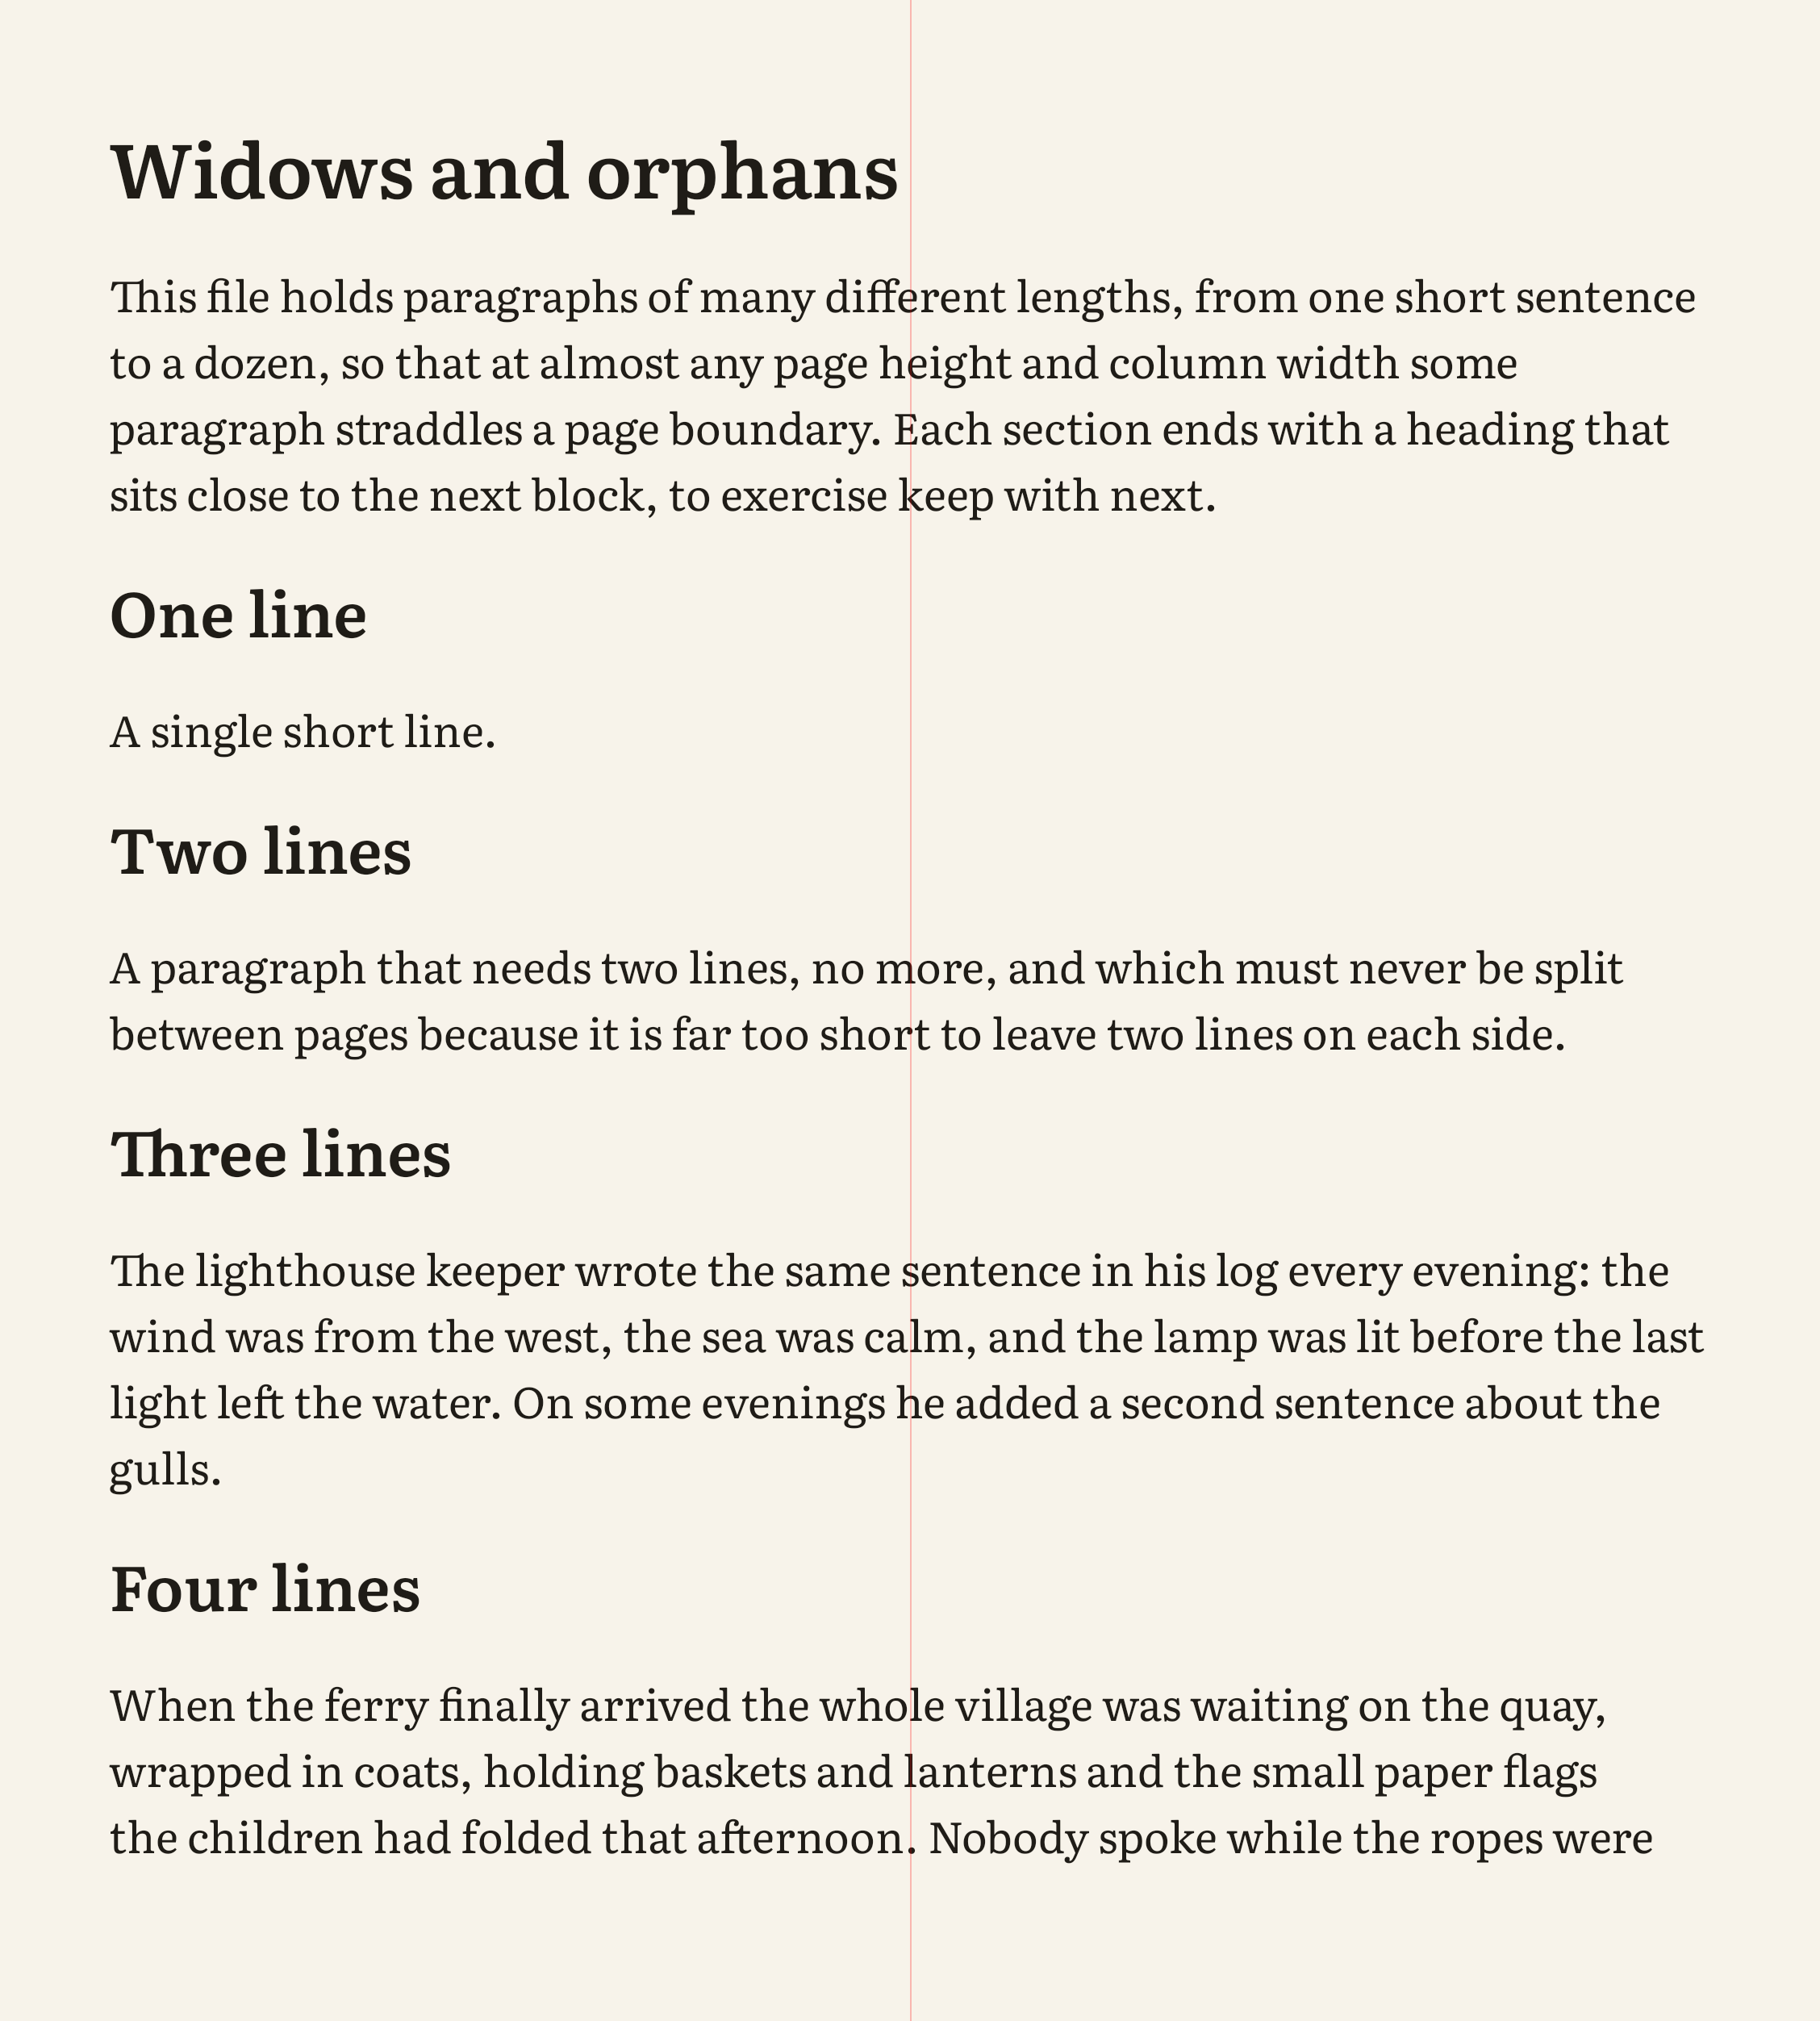 Widows and orphans
This file holds paragraphs of many different lengths, from one short sentence
to a dozen, so that at almost any page height and column width some
paragraph straddles a page boundary. Each section ends with a heading that
sits close to the next block, to exercise keep with next.
One line
A single short line.
Two lines
A paragraph that needs two lines, no more, and which must never be split
between pages because it is far too short to leave two lines on each side.
Three lines
The lighthouse keeper wrote the same sentence in his log every evening: the
wind was from the west, the sea was calm, and the lamp was lit before the last
light left the water. On some evenings he added a second sentence about the
gulls.
Four lines
When the ferry finally arrived the whole village was waiting on the quay,
wrapped in coats, holding baskets and lanterns and the small paper flags
the children had folded that afternoon. Nobody spoke while the ropes were